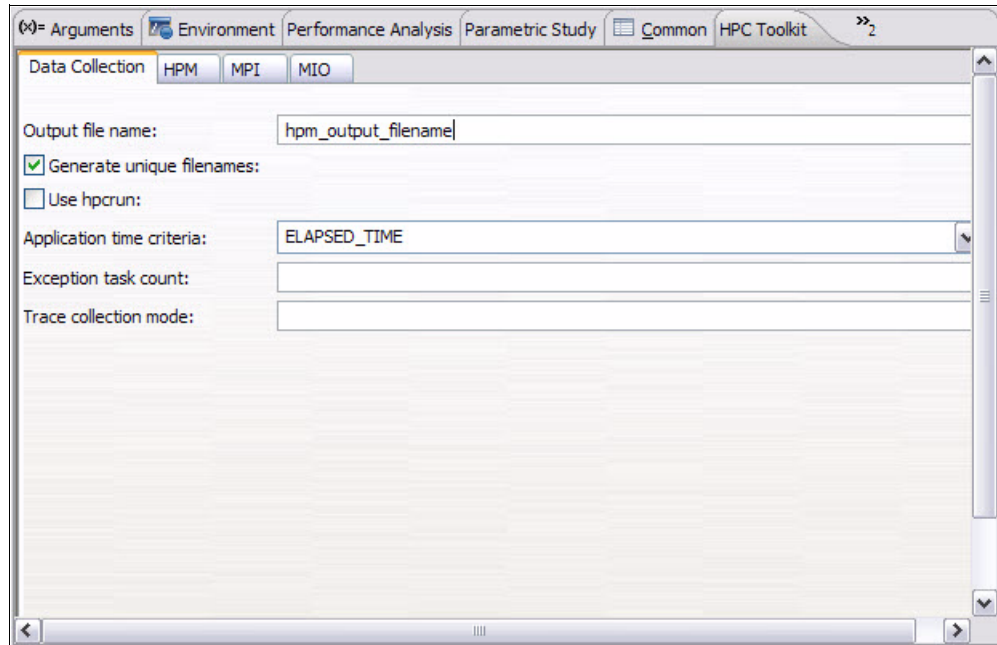 (x)= Arguments Environment Performance Analysis Parametric Study Common HPC Toolkit »2
Data Collection HPM MPI MIO
Output file name: hpm_output_filename
Generate unique filenames:
Use hpcrun:
Application time criteria: ELAPSED_TIME
Exception task count:
Trace collection mode: